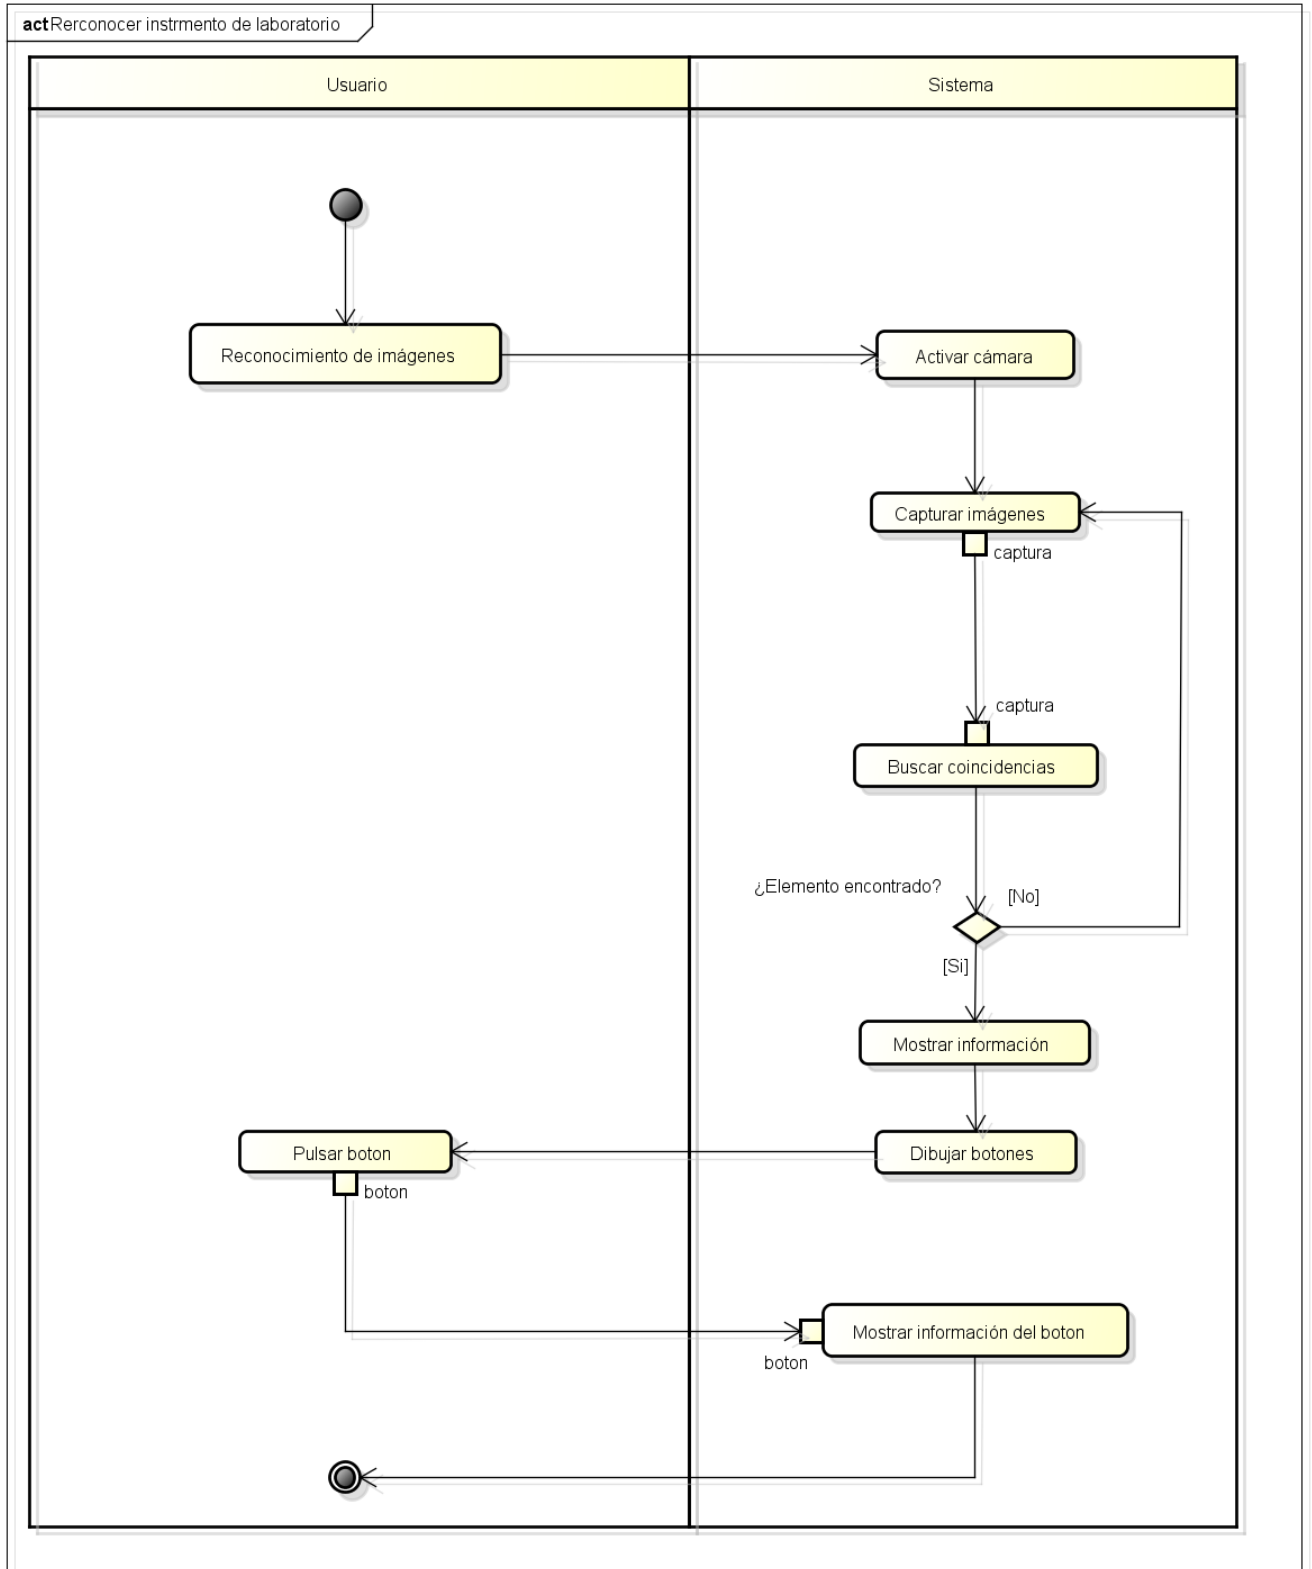 act Rerconocer instrmento de laboratorio
Usuario
Sistema
Reconocimiento de imágenes
Activar cámara
Capturar imágenes
captura
captura
Buscar coincidencias
¿Elemento encontrado?
[No]
[Si]
Mostrar información
Pulsar boton
Dibujar botones
boton
Mostrar información del boton
boton